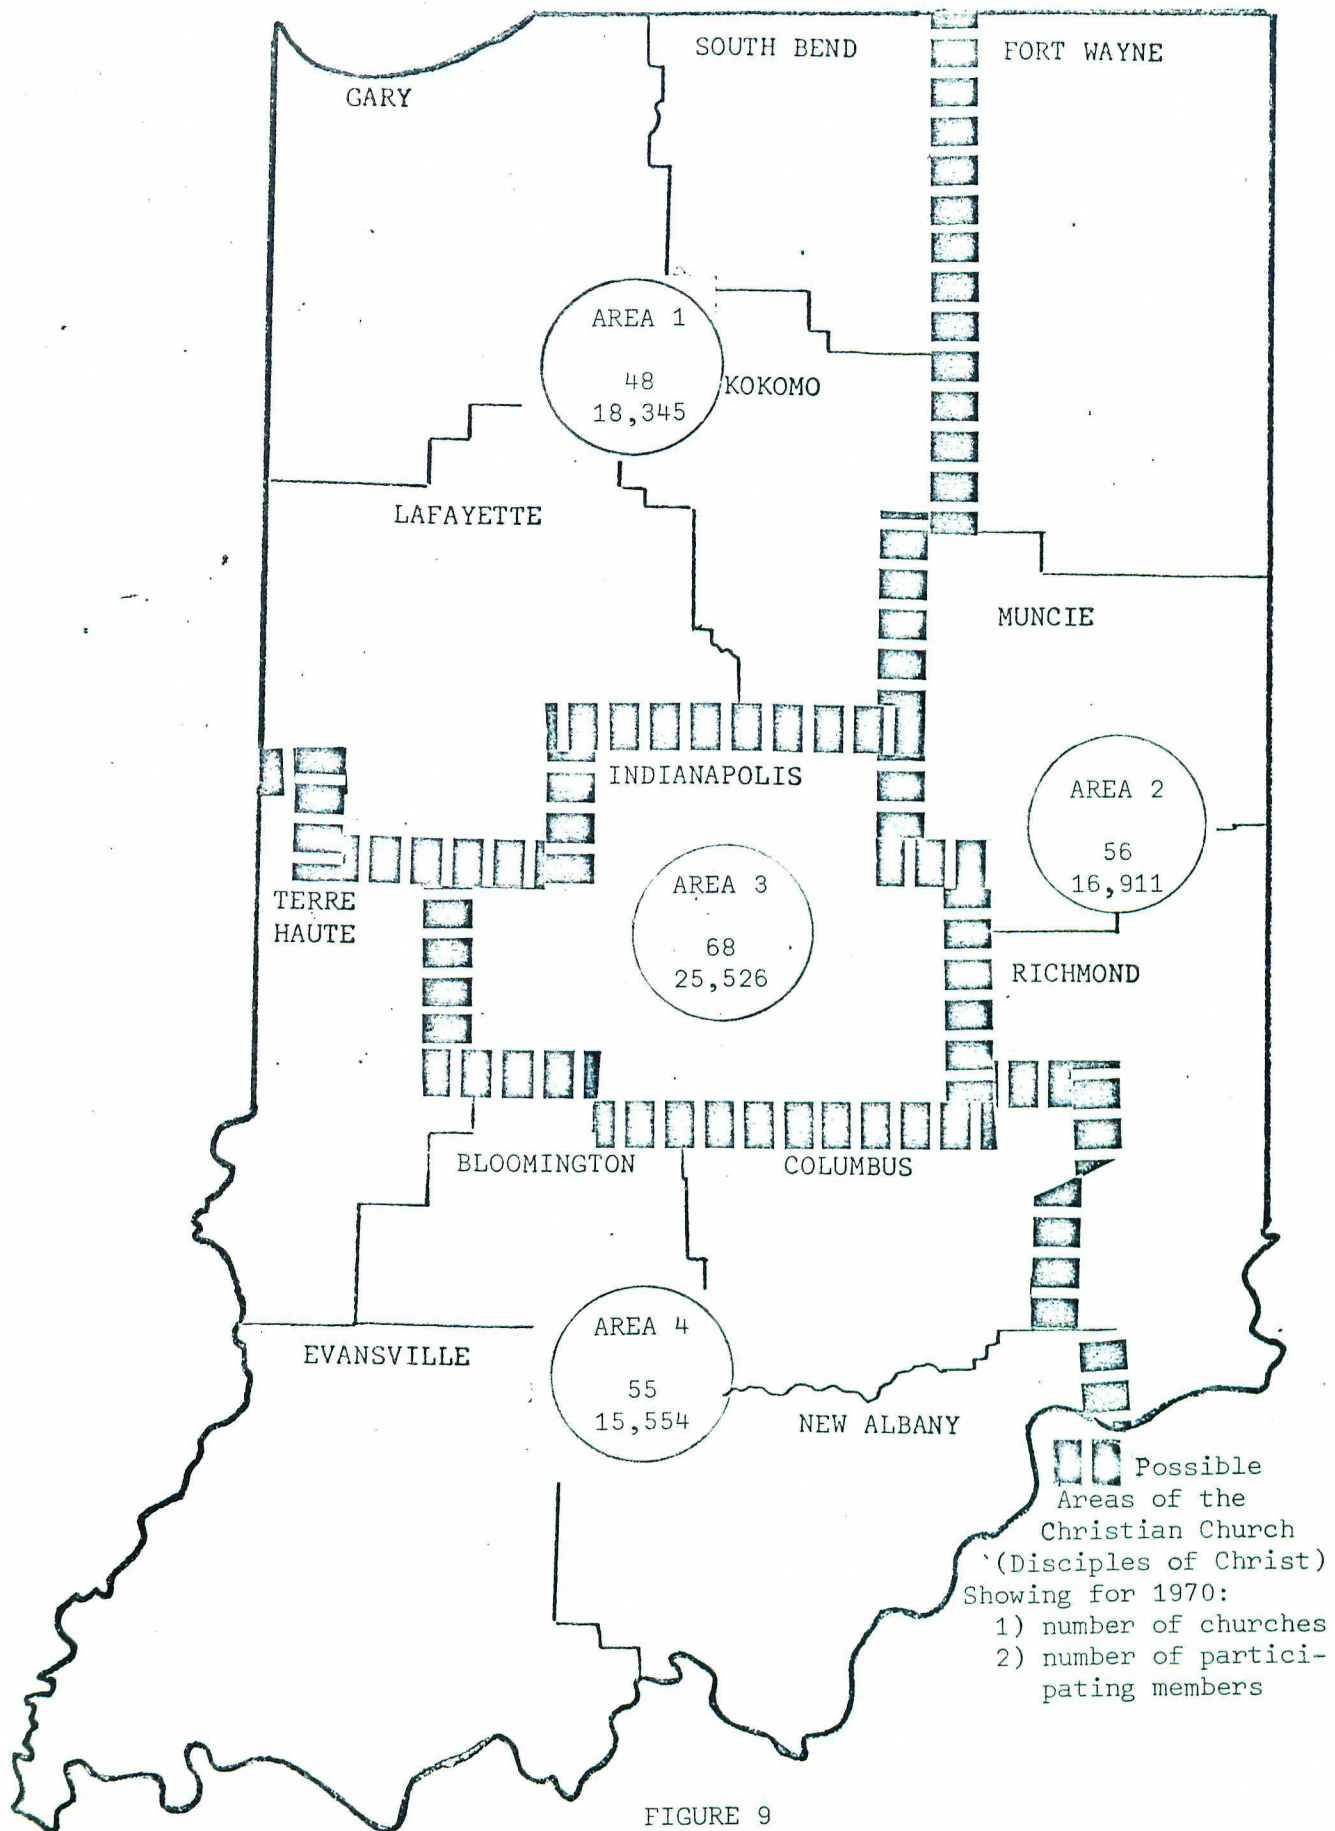 SOUTH BEND
FORT WAYNE
GARY
AREA 1
48
18,345
KOKOMO
LAFAYETTE
MUNCIE
INDIANAPOLIS
AREA 2
56
16,911
AREA 3
68
25,526
TERRE
HAUTE
RICHMOND
BLOOMINGTON
COLUMBUS
AREA 4
55
15,554
EVANSVILLE
NEW ALBANY
Possible
Areas of the
Christian Church
(Disciples of Christ)
Showing for 1970:
1) number of churches
2) number of partici-
pating members
FIGURE 9